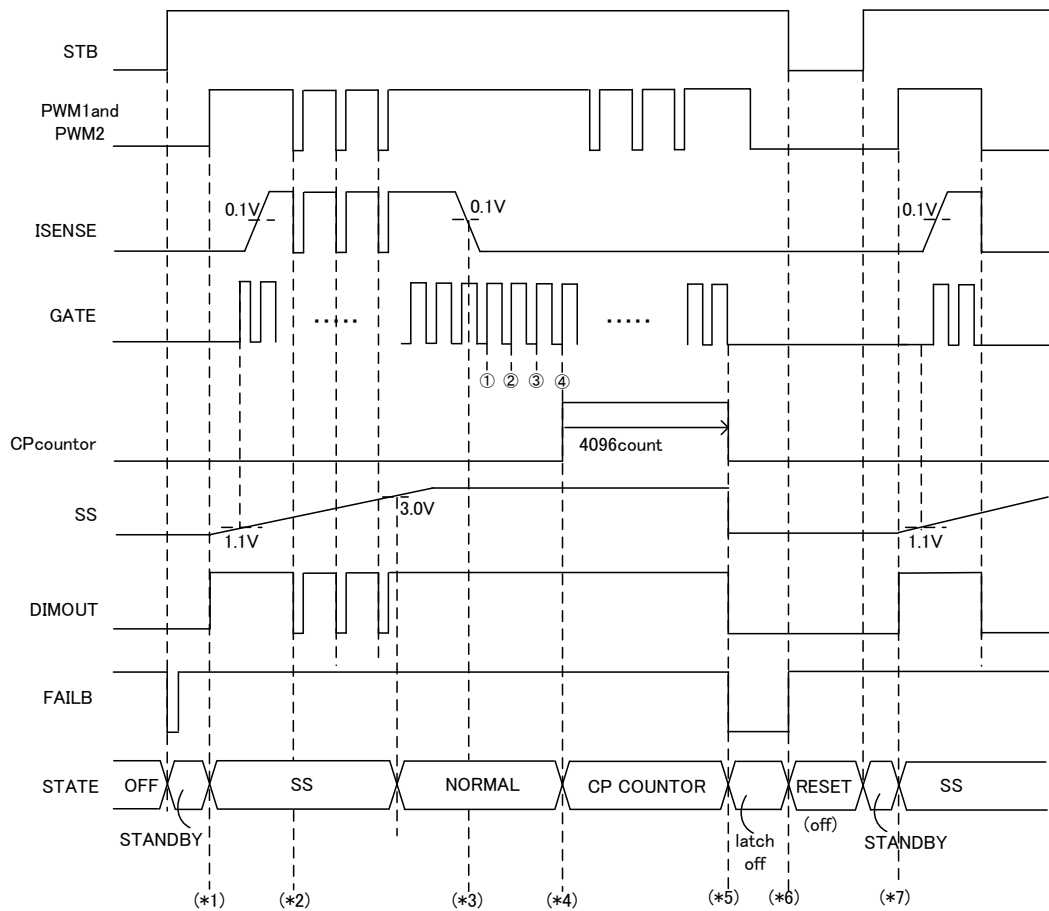 STB
PWM1and
PWM2
0.1V
0.1V
0.1V
ISENSE
GATE
.....
.....
① ② ③ ④
CPcountor
4096count
SS
3.0V
1.1V
1.1V
DIMOUT
FAILB
STATE
OFF
SS
NORMAL
CP COUNTOR
RESET
SS
STANDBY
latch
off
(off)
STANDBY
(*1)
(*2)
(*3)
(*4)
(*5)
(*6)
(*7)